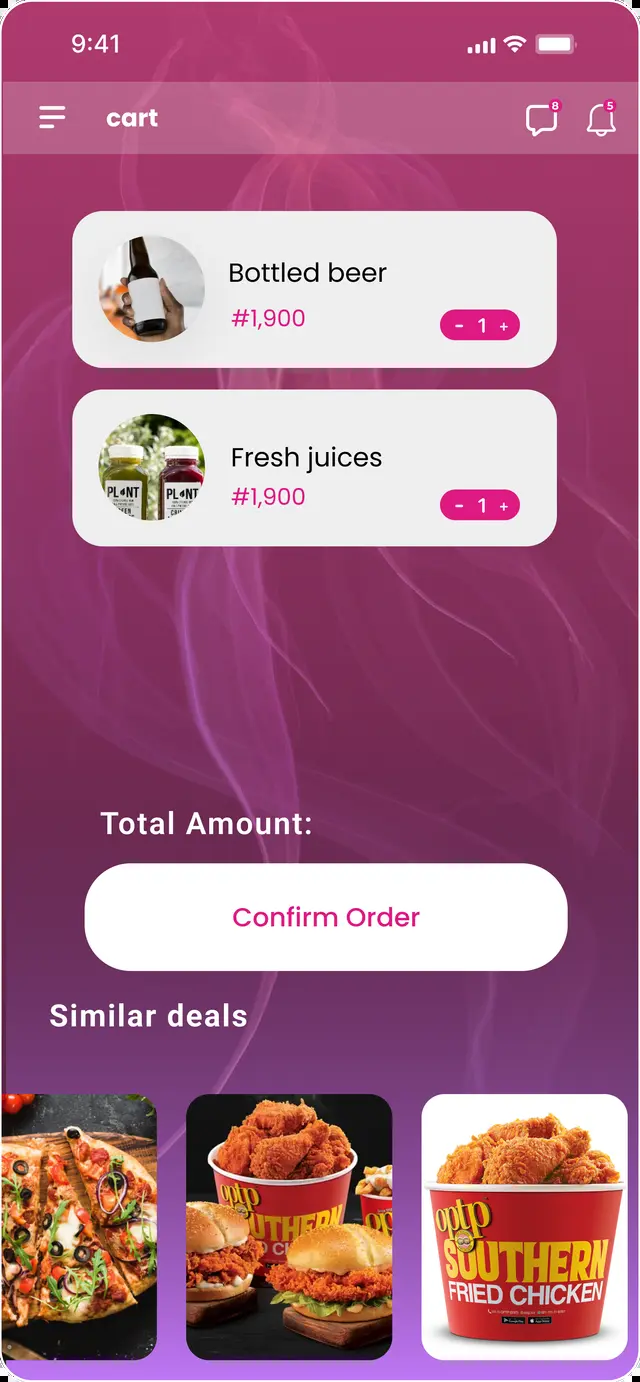 9:41
cart
8
5
Bottled beer
#1,900
- 1 +
Fresh juices
#1,900
PLANT
PLANT
- 1 +
Total Amount:
Confirm Order
Similar deals
optp
SOUTHERN
optp
SOUTHERN
FRIED CHICKEN